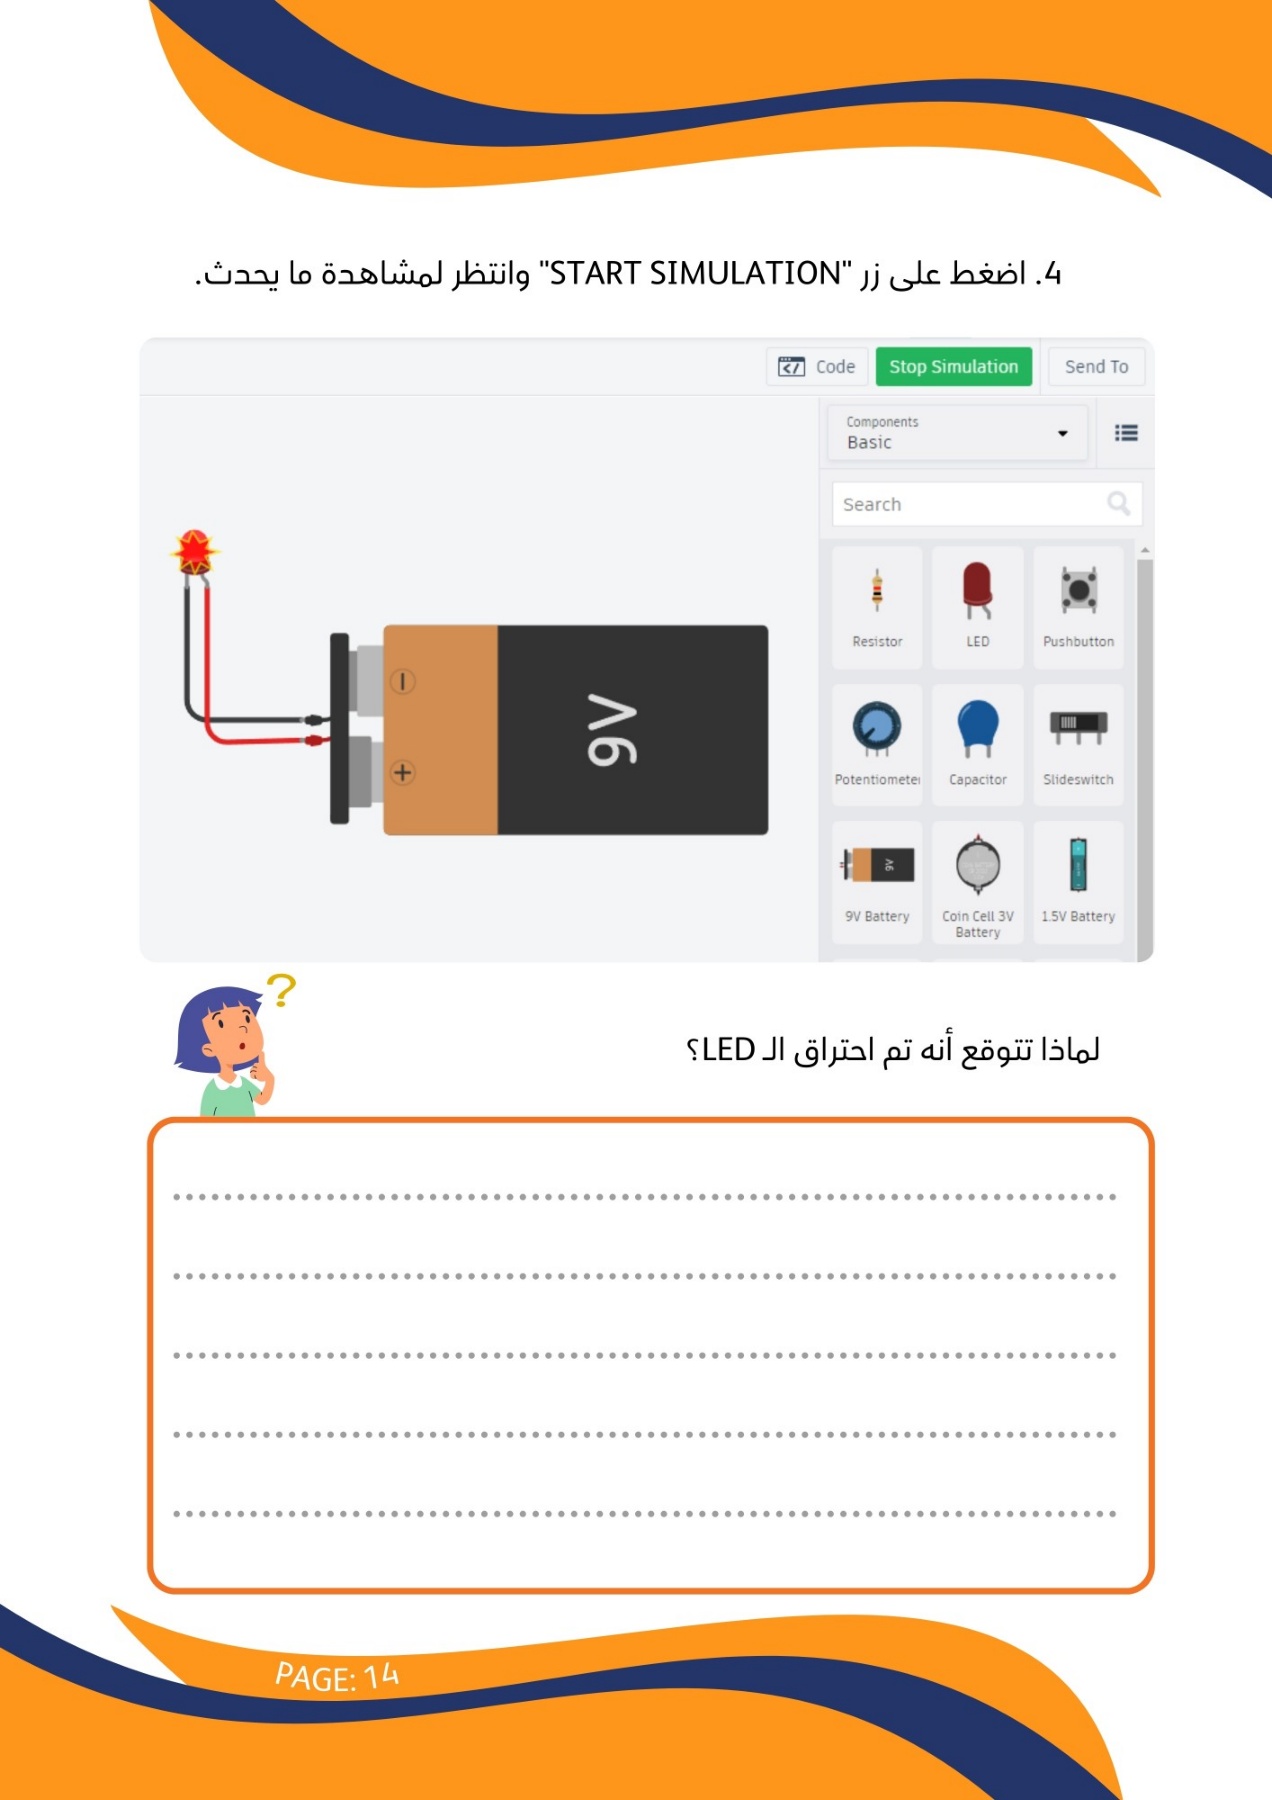 4. اضغط على زر "START SIMULATION" وانتظر لمشاهدة ما يحدث.
Code
Stop Simulation
Send To
Components
Basic
Search
Resistor
LED
Pushbutton
Potentiometer
Capacitor
Slideswitch
9V
9V
9V Battery
Coin Cell 3V
Battery
1.5V Battery
?
لماذا تتوقع أنه تم احتراق الـ LED؟
PAGE: 14